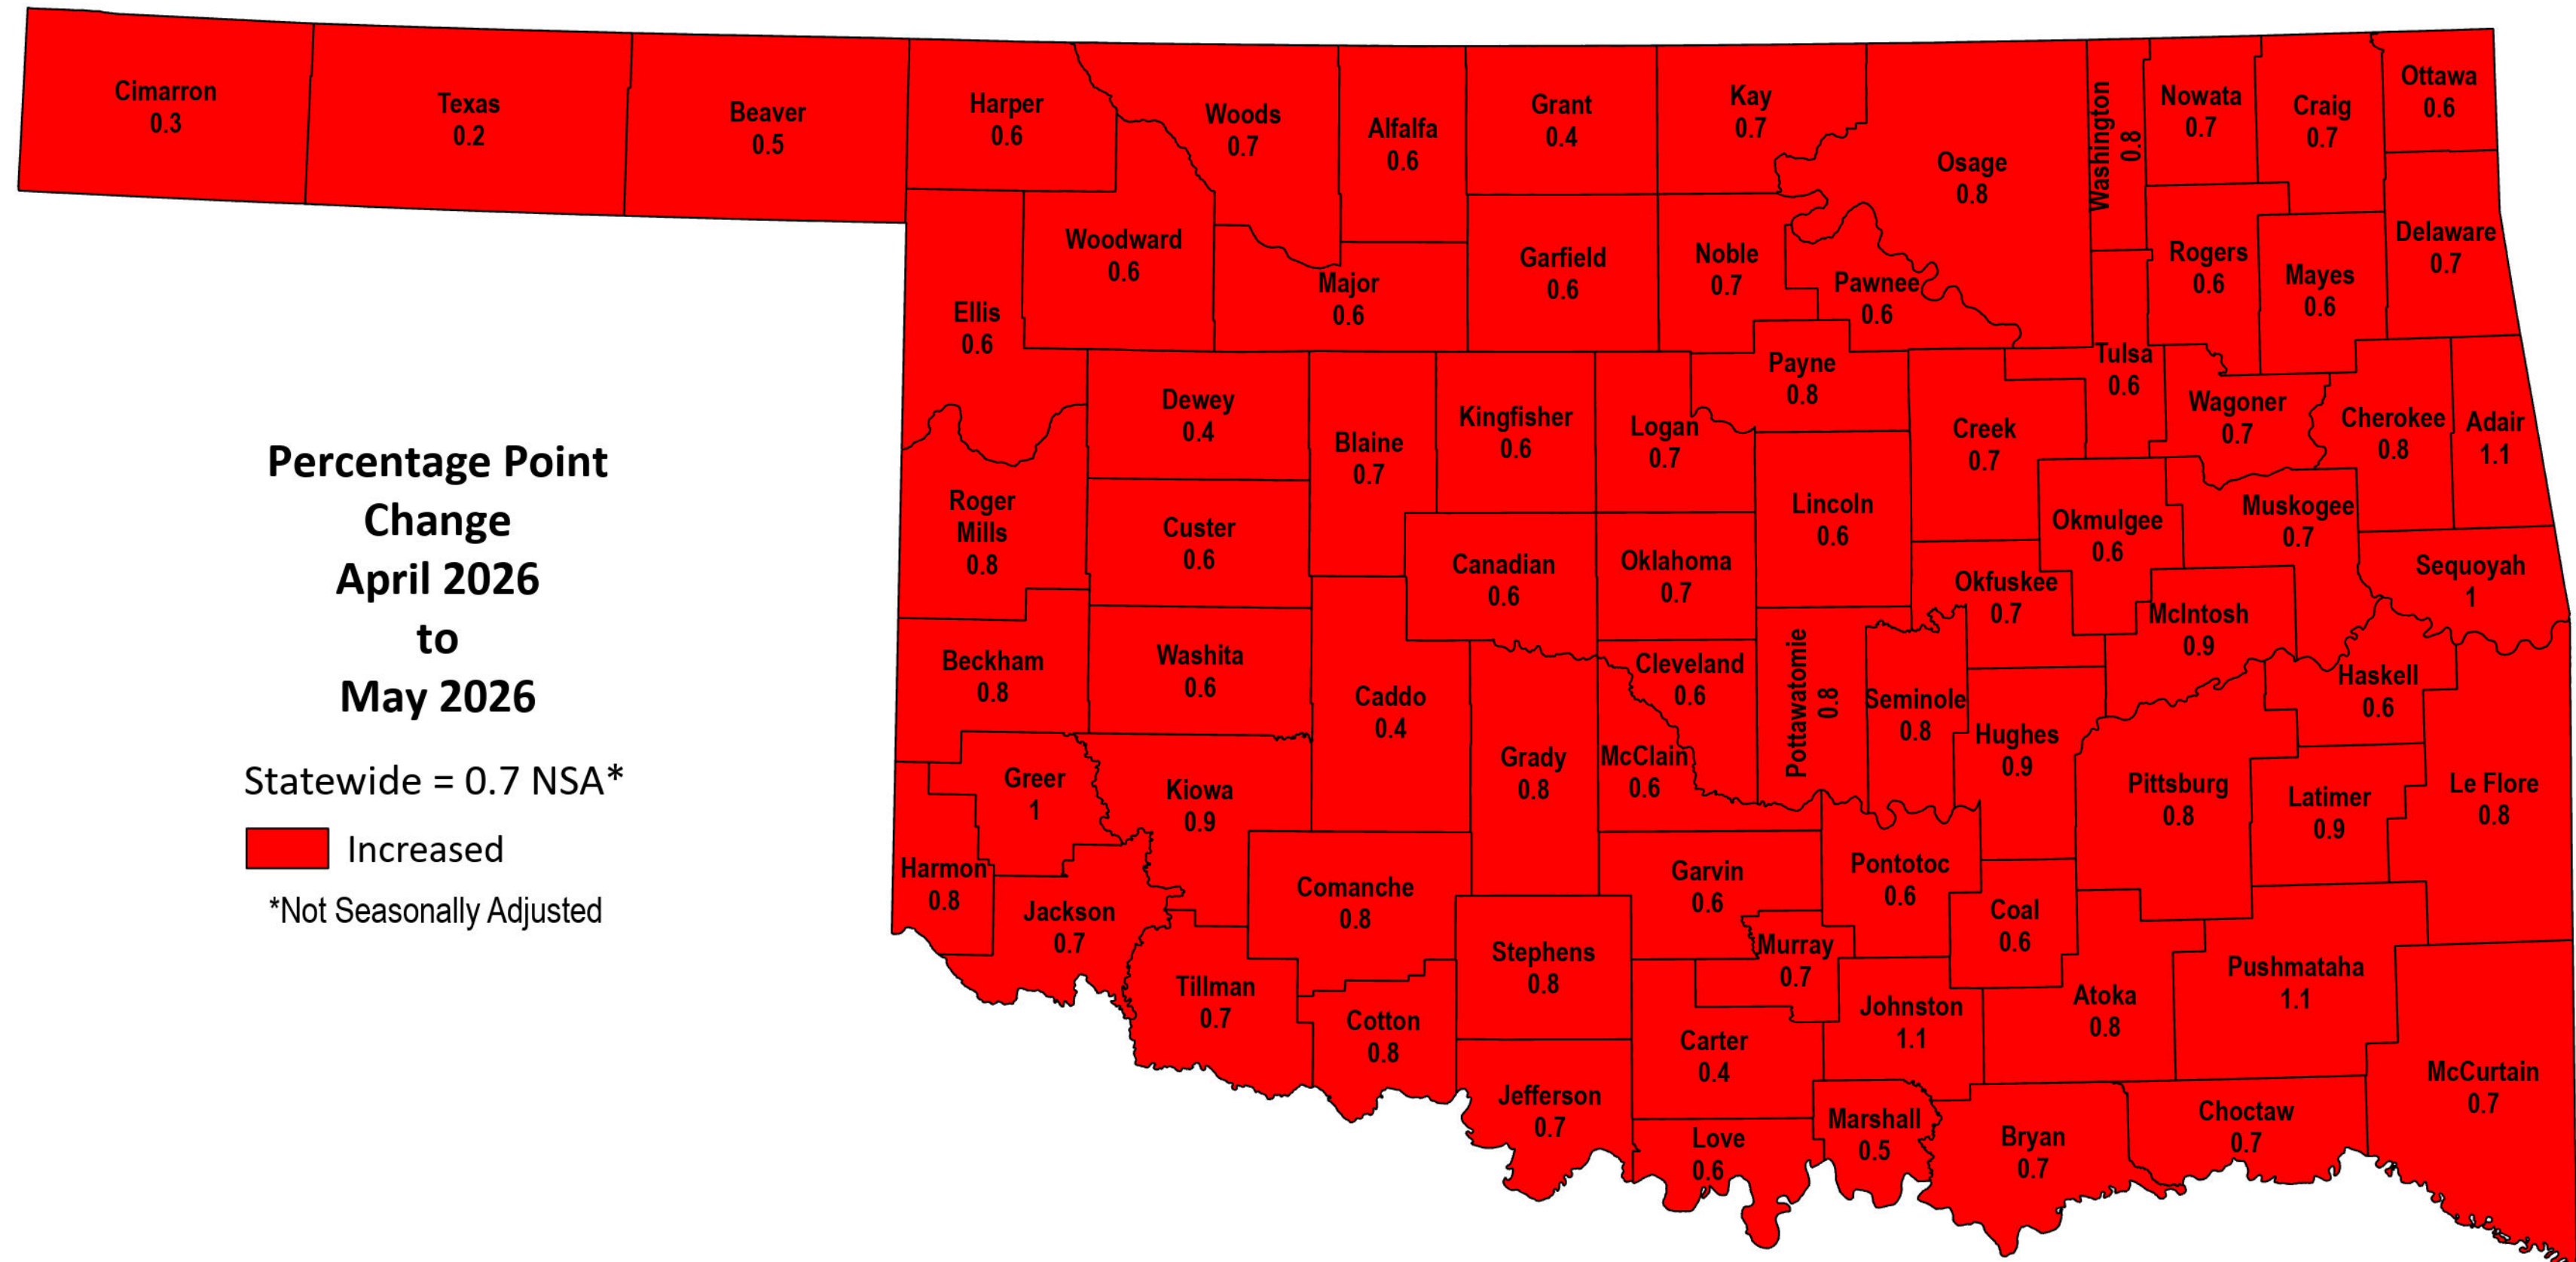 Cimarron
0.3
Texas
0.2
Beaver
0.5
Harper
0.6
Woods
0.7
Alfalfa
0.6
Grant
0.4
Kay
0.7
Osage
0.8
Washington
0.8
Nowata
0.7
Craig
0.7
Ottawa
0.6
Woodward
0.6
Ellis
0.6
Major
0.6
Garfield
0.6
Noble
0.7
Pawnee
0.6
Rogers
0.6
Mayes
0.6
Delaware
0.7
Dewey
0.4
Blaine
0.7
Kingfisher
0.6
Logan
0.7
Payne
0.8
Creek
0.7
Tulsa
0.6
Wagoner
0.7
Cherokee
0.8
Adair
1.1
Percentage Point
Change
April 2026
to
May 2026
Statewide = 0.7 NSA*
Increased
*Not Seasonally Adjusted
Roger
Mills
0.8
Custer
0.6
Canadian
0.6
Oklahoma
0.7
Lincoln
0.6
Okmulgee
0.6
Muskogee
0.7
Okfuskee
0.7
McIntosh
0.9
Sequoyah
1
Beckham
0.8
Washita
0.6
Caddo
0.4
Grady
0.8
Cleveland
0.6
McClain
0.6
Pottawatomie
0.8
Seminole
0.8
Hughes
0.9
Haskell
0.6
Pittsburg
0.8
Latimer
0.9
Le Flore
0.8
Greer
1
Kiowa
0.9
Harmon
0.8
Jackson
0.7
Comanche
0.8
Garvin
0.6
Pontotoc
0.6
Coal
0.6
Tillman
0.7
Cotton
0.8
Stephens
0.8
Murray
0.7
Johnston
1.1
Atoka
0.8
Pushmataha
1.1
Carter
0.4
Jefferson
0.7
Love
0.6
Marshall
0.5
Bryan
0.7
Choctaw
0.7
McCurtain
0.7